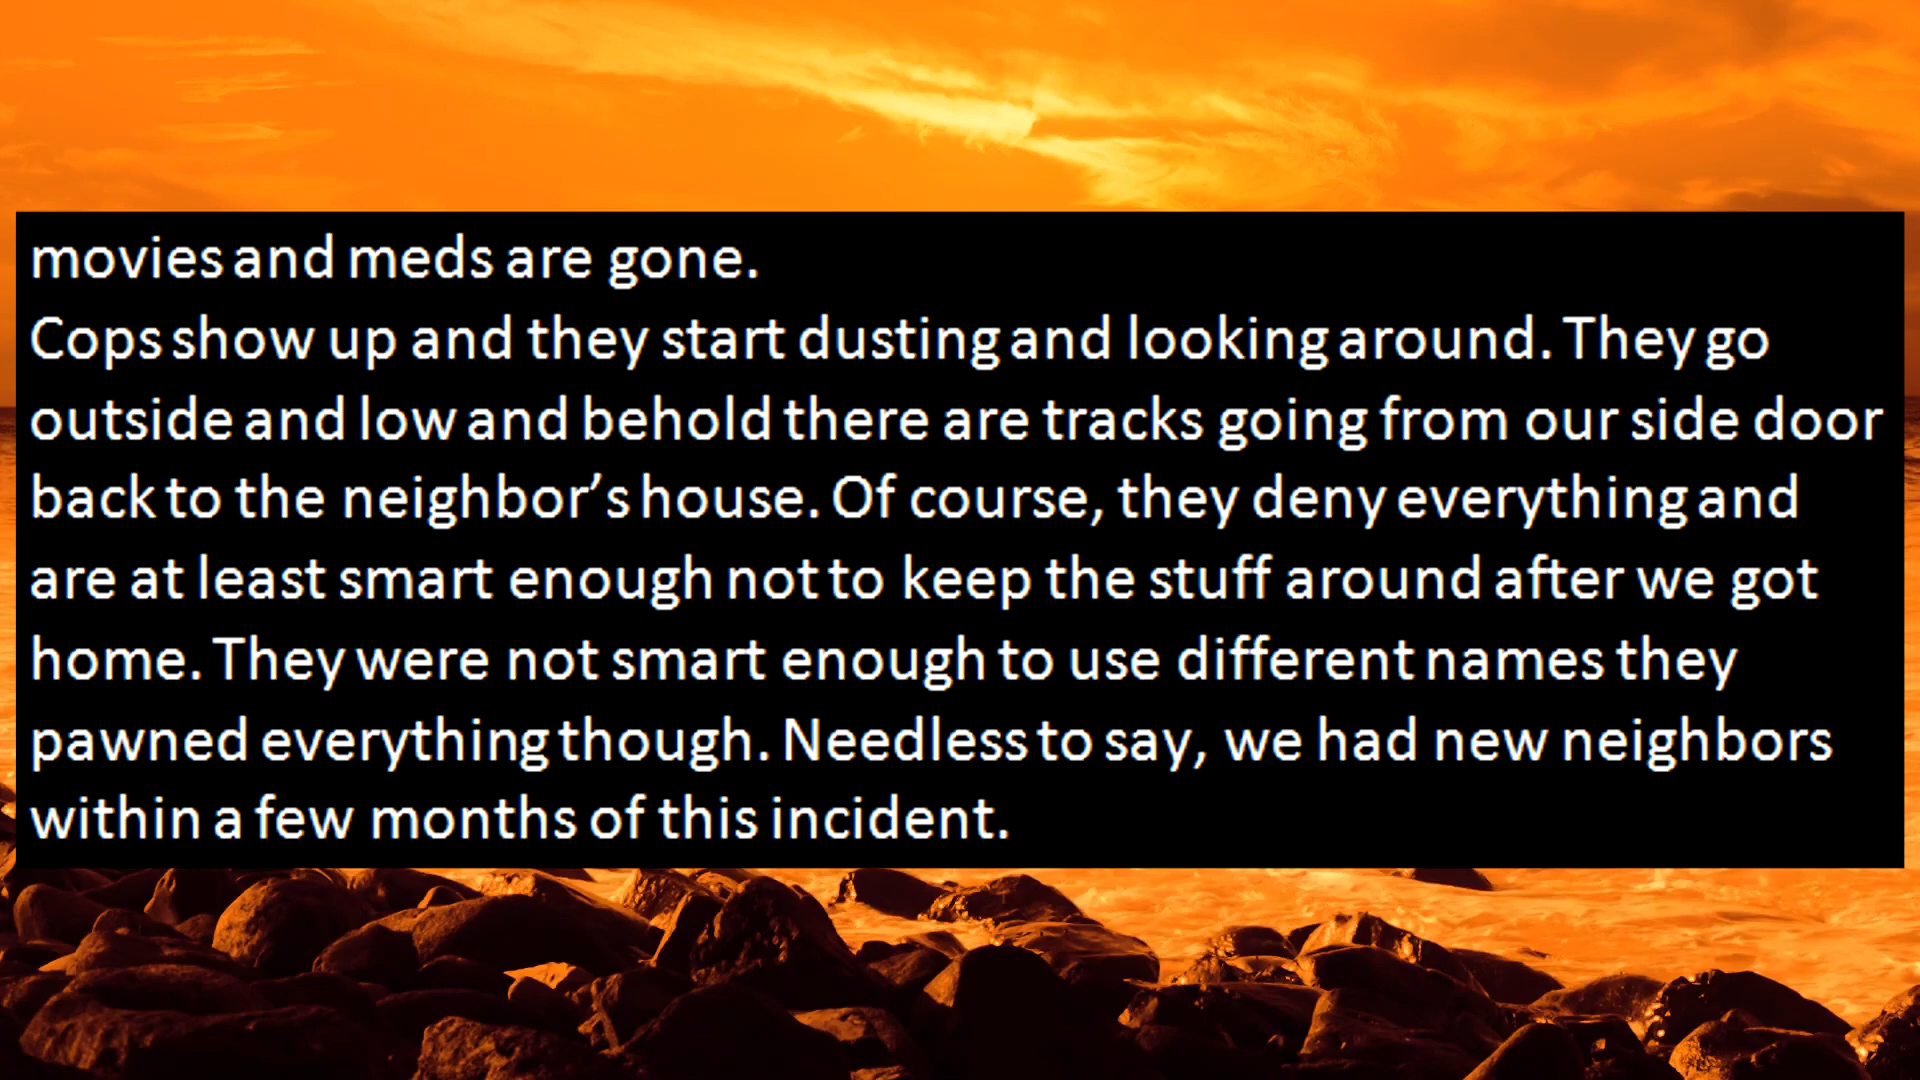 movies and meds are gone.
Cops show up and they start dusting and looking around. They go
outside and low and behold there are tracks going from our side door
back to the neighbor’s house. Of course, they deny everything and
are at least smart enough not to keep the stuff around after we got
home. They were not smart enough to use different names they
pawned everything though. Needless to say, we had new neighbors
within a few months of this incident.